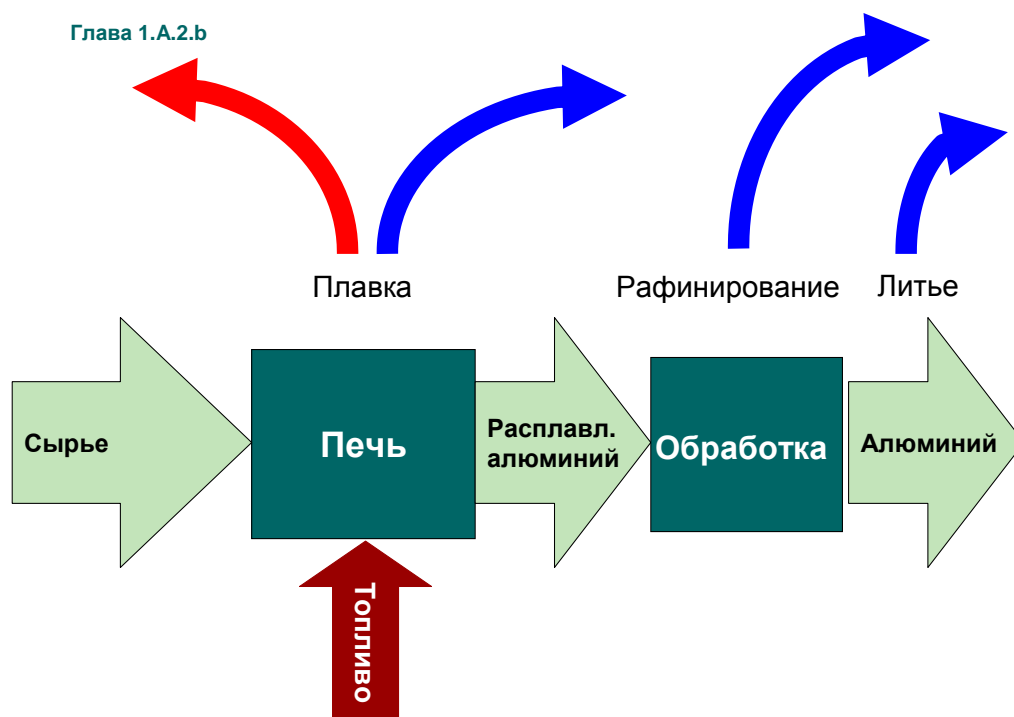 Глава 1.A.2.b
Плавка
Рафинирование
Литье
Сырье
Печь
Расплавл.
алюминий
Обработка
Алюминий
Топливо